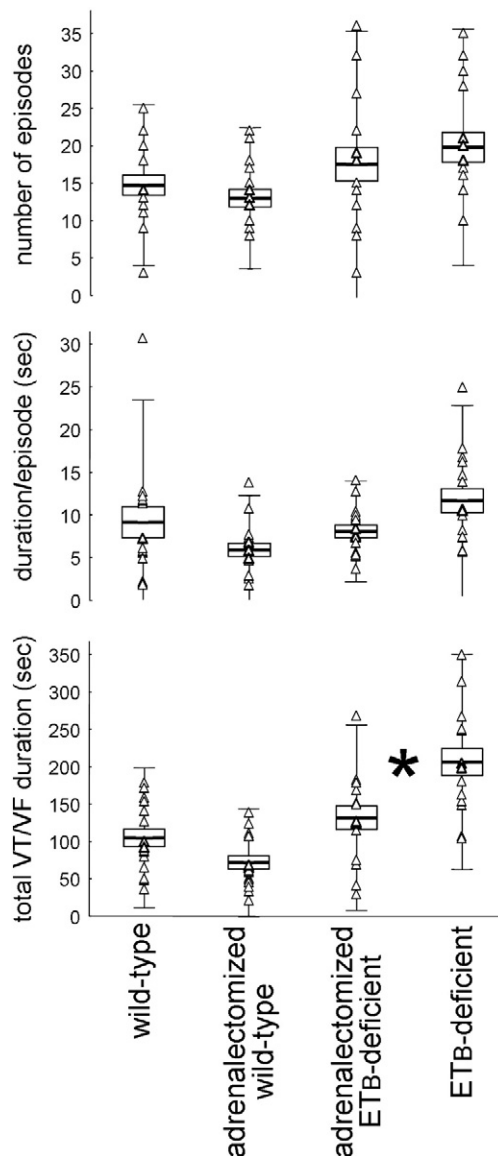 number of episodes
35
30
25
20
15
10
5
0
duration/episode (sec)
30
25
20
15
10
5
0
total VT/VF duration (sec)
350
300
250
200
150
100
50
0
*
wild-type
adrenalectomized
wild-type
adrenalectomized
ETB-deficient
ETB-deficient